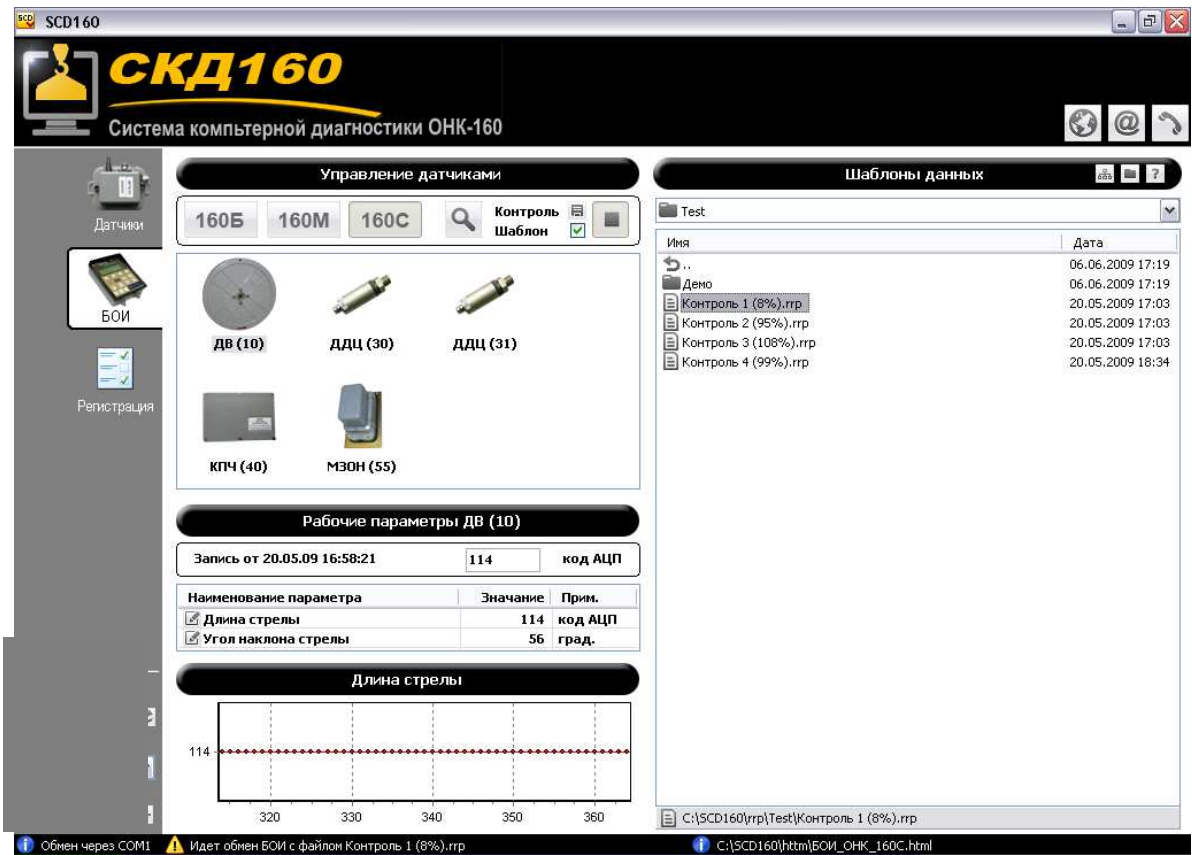 SCD160
СКД160
Система компьтерной диагностики ОНК-160
Датчики
БОИ
Регистрация
Управление датчиками
160Б 160М 160С Контроль Шаблон
ДВ (10) ДДЦ (30) ДДЦ (31)
КПЧ (40) МЗОН (55)
Рабочие параметры ДВ (10)
Запись от 20.05.09 16:58:21 114 код АЦП
Наименование параметра Значание Прим.
Длина стрелы 114 код АЦП
Угол наклона стрелы 56 град.
Длина стрелы
114
320 330 340 350 360
Шаблоны данных ?
Test
Имя Дата
.. 06.06.2009 17:19
Демо 06.06.2009 17:19
Контроль 1 (8%).rrp 20.05.2009 17:03
Контроль 2 (95%).rrp 20.05.2009 17:03
Контроль 3 (108%).rrp 20.05.2009 17:03
Контроль 4 (99%).rrp 20.05.2009 18:34
C:\SCD160\rrp\Test\Контроль 1 (8%).rrp
Обмен через COM1 Идет обмен БОИ с файлом Контроль 1 (8%).rrp C:\SCD160\httm\БОИ_ОНК_160С.html